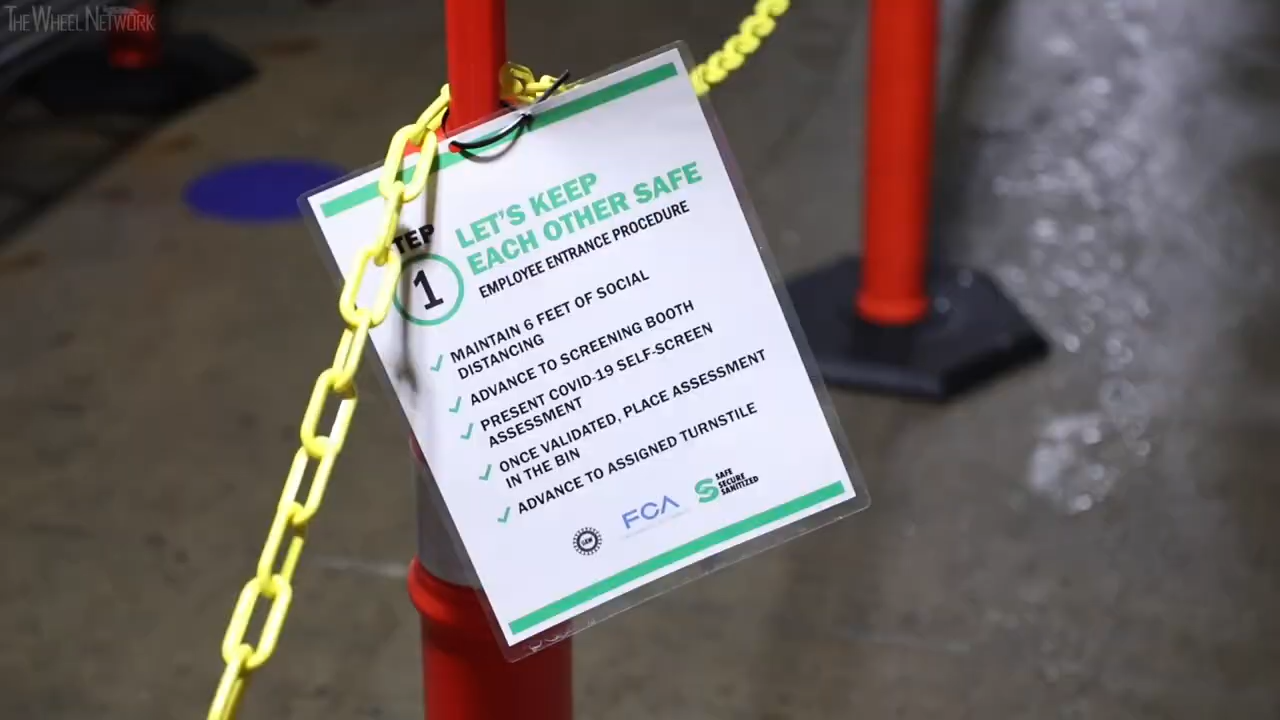 THE WHEEL NETWORK
TEP
1
LET'S KEEP
EACH OTHER SAFE
EMPLOYEE ENTRANCE PROCEDURE
MAINTAIN 6 FEET OF SOCIAL
DISTANCING
ADVANCE TO SCREENING BOOTH
PRESENT COVID-19 SELF-SCREEN
ASSESSMENT
ONCE VALIDATED, PLACE ASSESSMENT
IN THE BIN
ADVANCE TO ASSIGNED TURNSTILE
FCA
SAFE
SECURE
SANITIZED